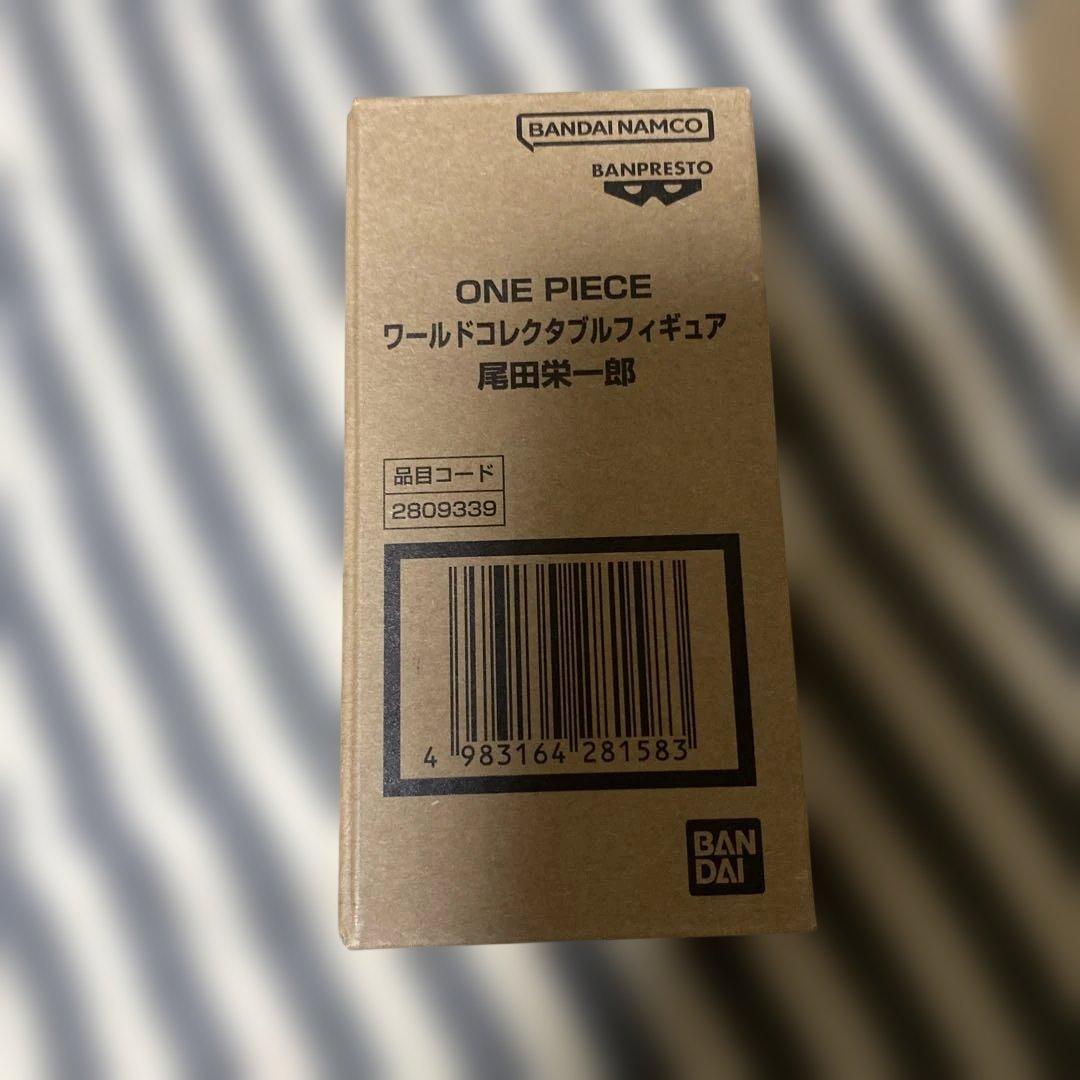 BANDAI NAMCO
BANPRESTO
ONE PIECE
ワールドコレクタブルフィギュア
尾田栄一郎
品目コード
2809339
4 983164 281583
BAN
DAI